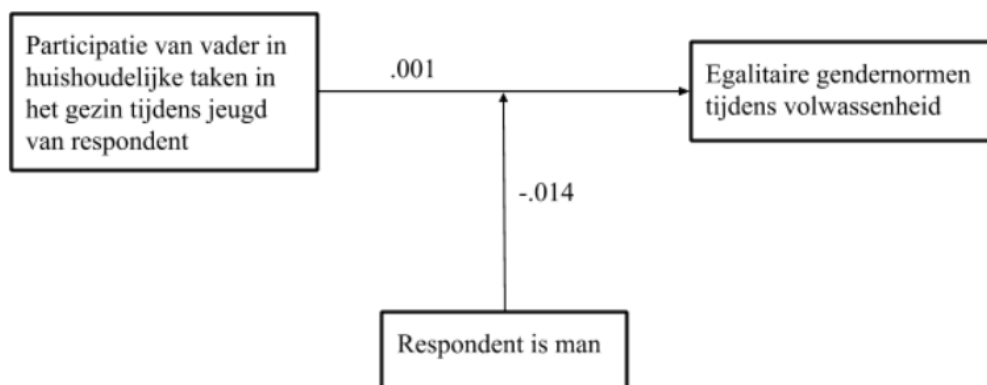 Participatie van vader in
huishoudelijke taken in
het gezin tijdens jeugd
van respondent
.001
Egalitaire gendernormen
tijdens volwassenheid
-.014
Respondent is man